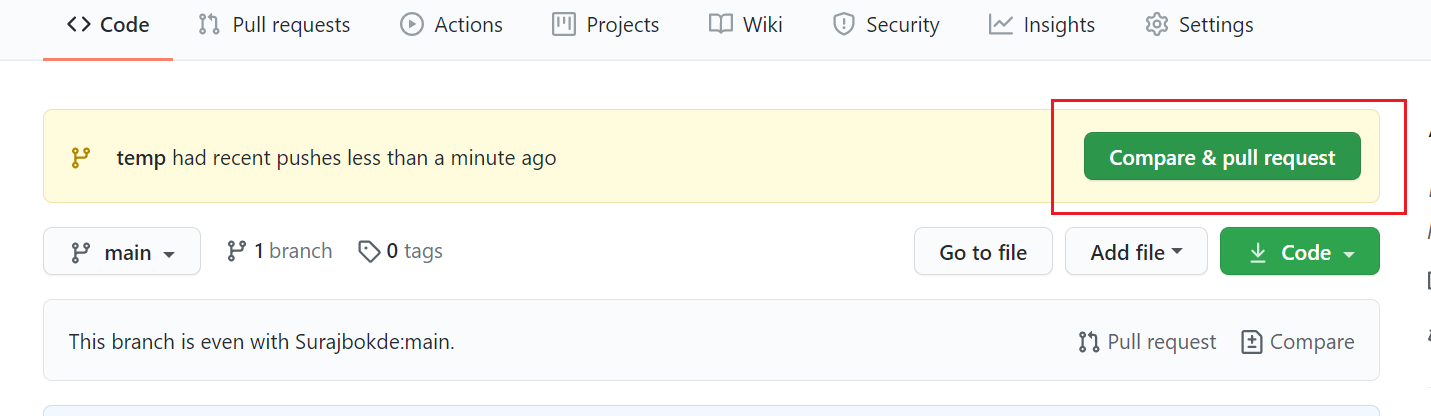 Code Pull requests Actions Projects Wiki Security Insights Settings
temp had recent pushes less than a minute ago Compare & pull request
main 1 branch 0 tags Go to file Add file Code
This branch is even with Surajbokde:main. Pull request Compare